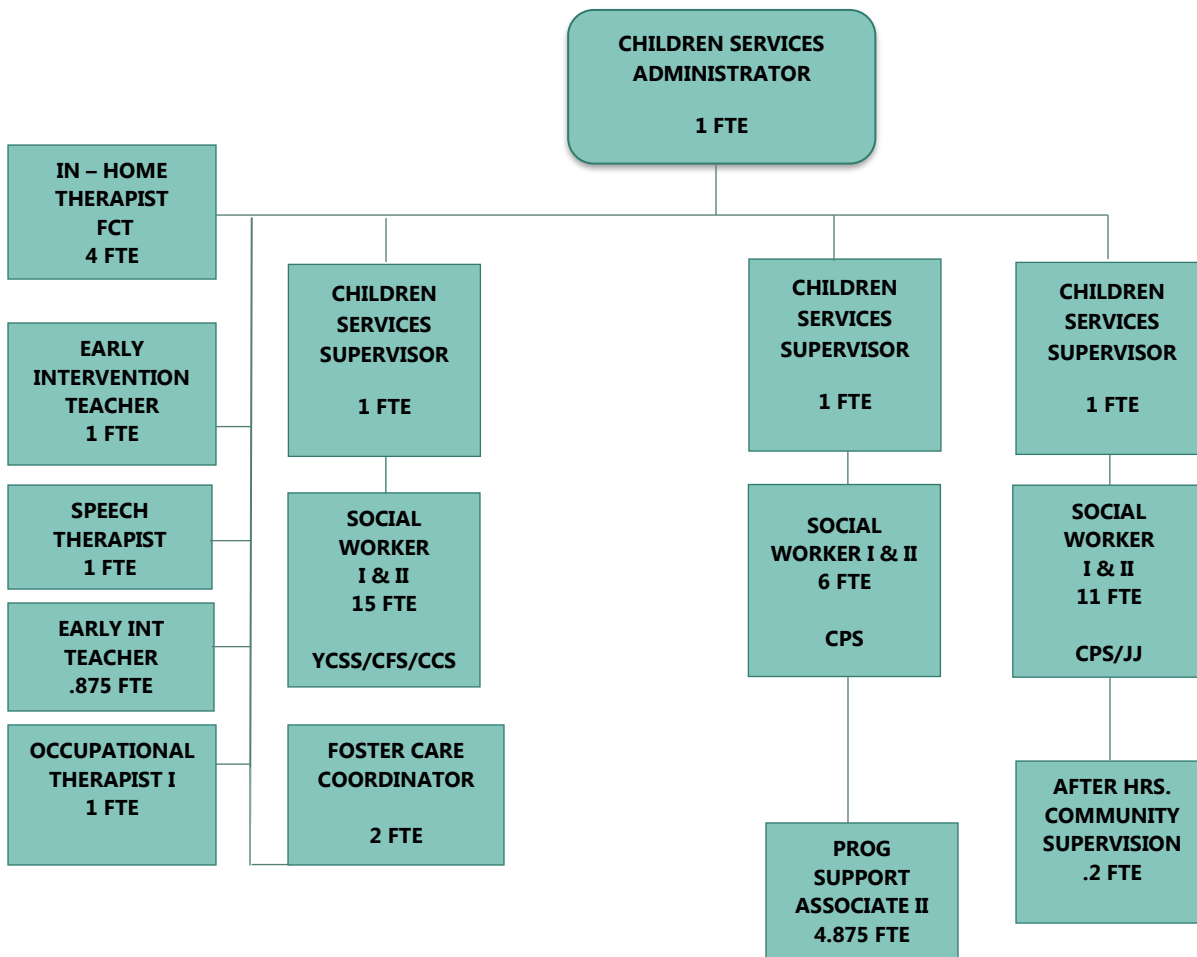 CHILDREN SERVICES
ADMINISTRATOR
1 FTE
IN – HOME
THERAPIST
FCT
4 FTE
EARLY
INTERVENTION
TEACHER
1 FTE
SPEECH
THERAPIST
1 FTE
EARLY INT
TEACHER
.875 FTE
OCCUPATIONAL
THERAPIST I
1 FTE
CHILDREN
SERVICES
SUPERVISOR
1 FTE
SOCIAL
WORKER
I & II
15 FTE
YCSS/CFS/CCS
FOSTER CARE
COORDINATOR
2 FTE
CHILDREN
SERVICES
SUPERVISOR
1 FTE
SOCIAL
WORKER I & II
6 FTE
CPS
PROG
SUPPORT
ASSOCIATE II
4.875 FTE
CHILDREN
SERVICES
SUPERVISOR
1 FTE
SOCIAL
WORKER
I & II
11 FTE
CPS/JJ
AFTER HRS.
COMMUNITY
SUPERVISION
.2 FTE